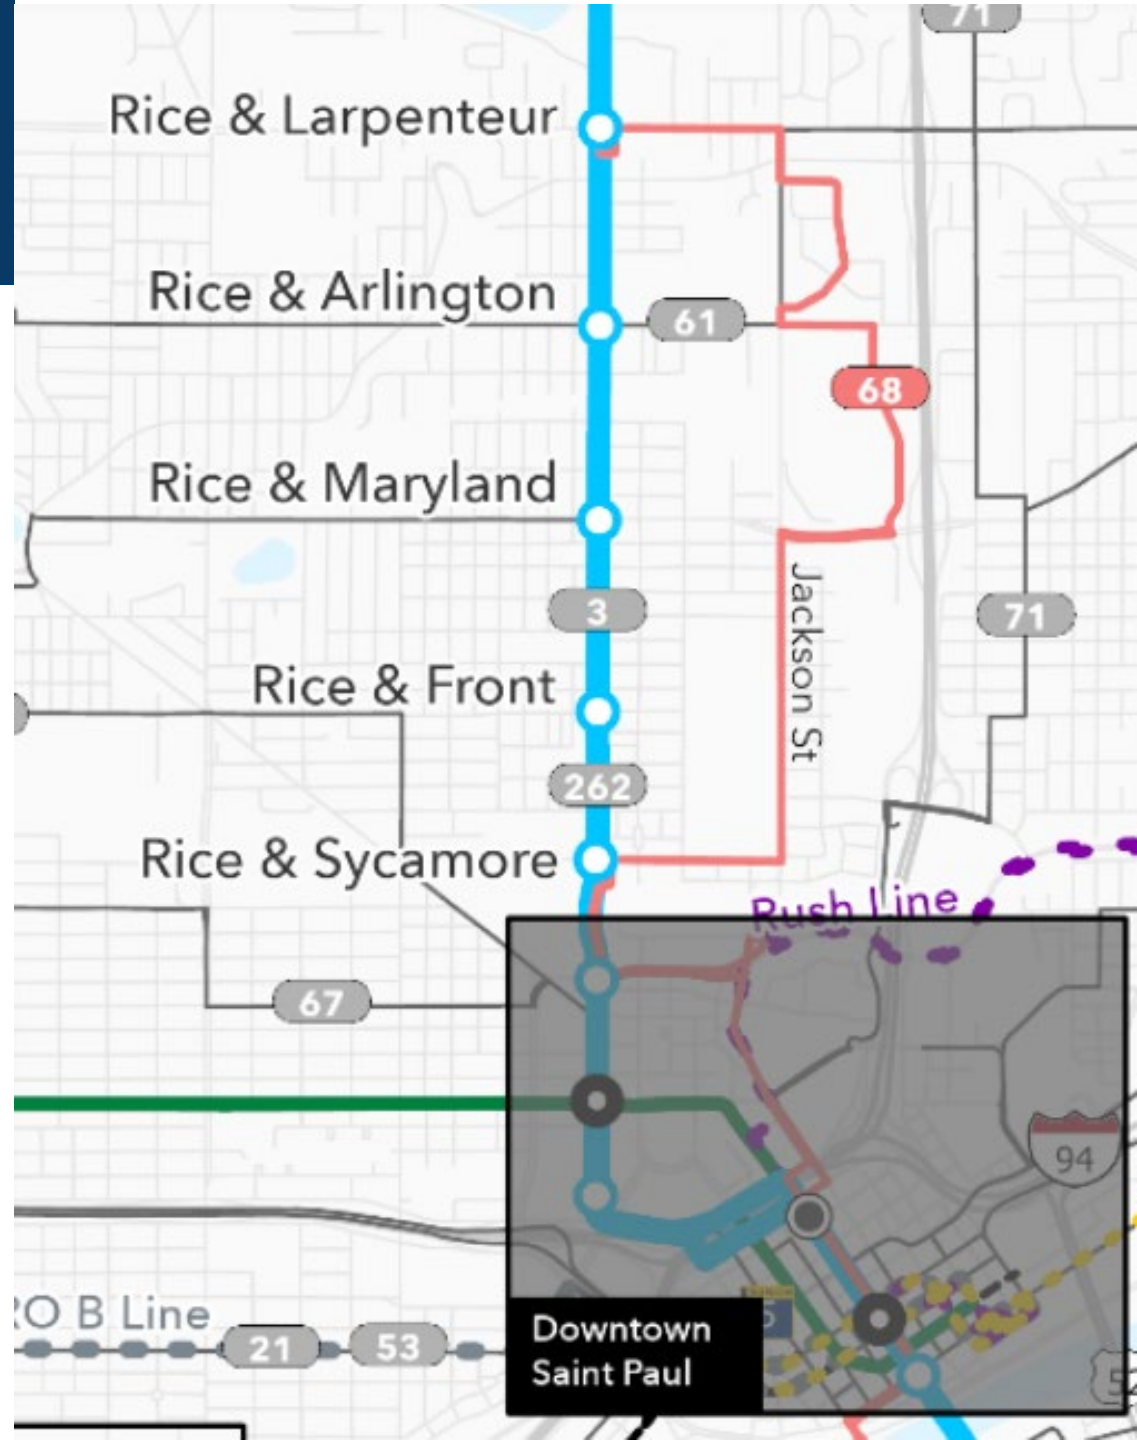 71
Rice & Larpenteur
Rice & Arlington
61
68
Rice & Maryland
3
71
Jackson St
Rice & Front
262
Rice & Sycamore
Rush Line
67
94
RO B Line
21
53
Downtown
Saint Paul